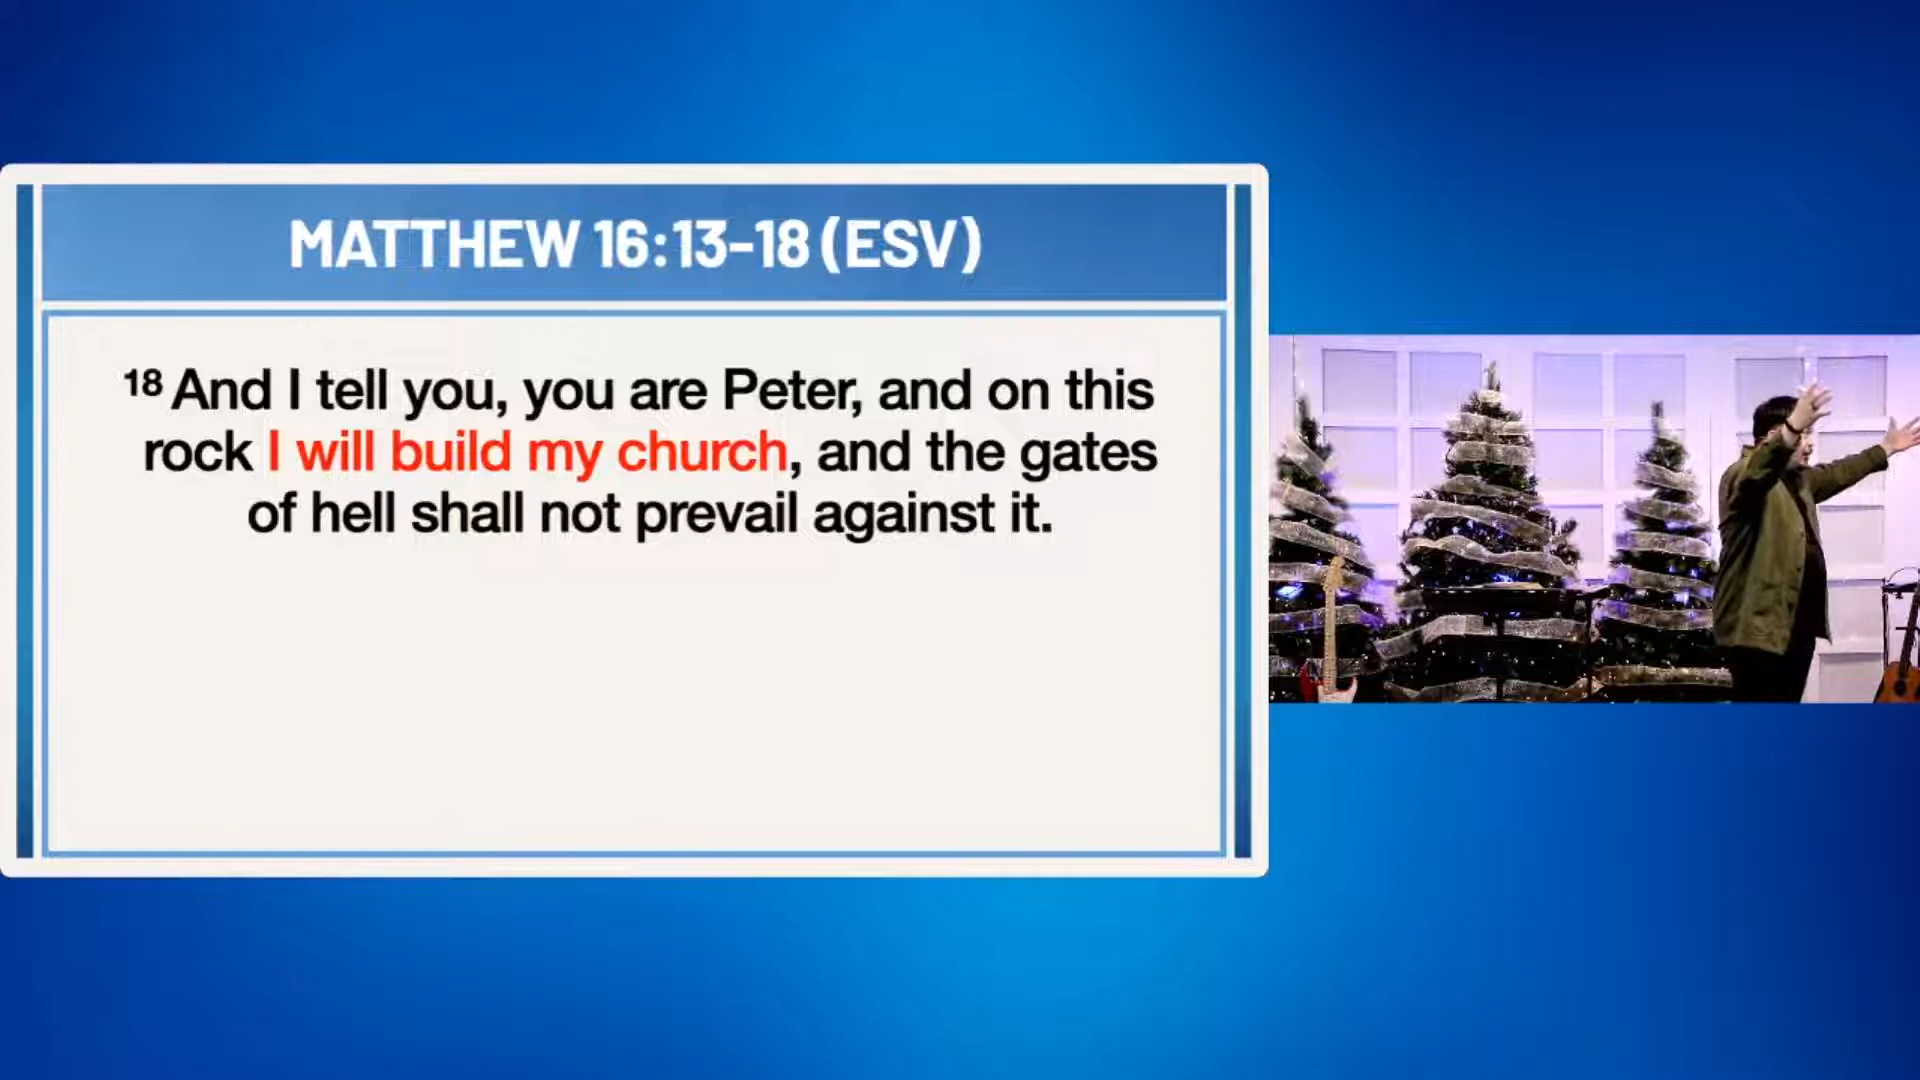 MATTHEW 16:13-18 (ESV)
18 And I tell you, you are Peter, and on this
rock I will build my church, and the gates
of hell shall not prevail against it.